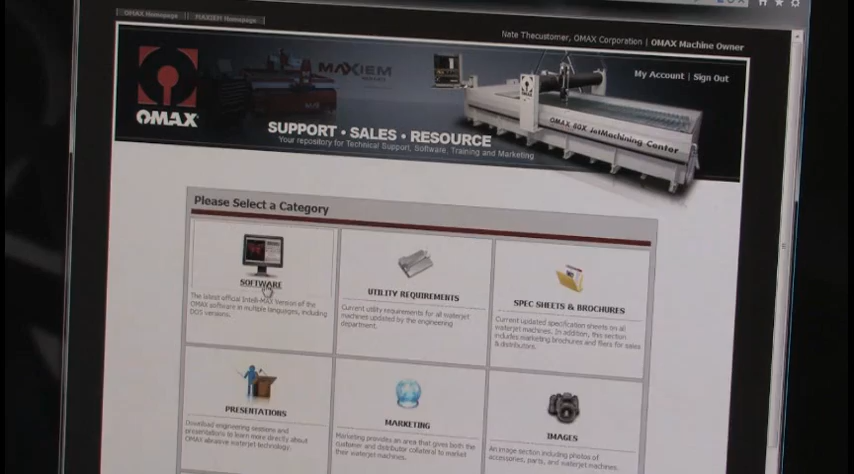 OMAX Homepage
MAXIEM Homepage
Nate Thecustomer, OMAX Corporation | OMAX Machine Owner
MAXIEM
OMAX
My Account | Sign Out
OMAX 60X JetMachining Center
SUPPORT • SALES • RESOURCE
Your repository for Technical Support, Software, Training and Marketing
Please Select a Category
SOFTWARE
The latest official Intelli-MAX Version of the
OMAX software in multiple languages, including
DOS versions.
UTILITY REQUIREMENTS
Current utility requirements for all waterjet
machines updated by the engineering
department.
SPEC SHEETS & BROCHURES
Current updated specification sheets on all
waterjet machines. In addition, this section
includes marketing brochures and fliers for sales
& distributors.
PRESENTATIONS
Download engineering sessions and
presentations to learn more directly about
OMAX abrasive waterjet technology.
MARKETING
Marketing provides an area that gives both the
customer and distributor collateral to market
their waterjet machines.
IMAGES
An image section including photos of
accessories, parts, and waterjet machines.